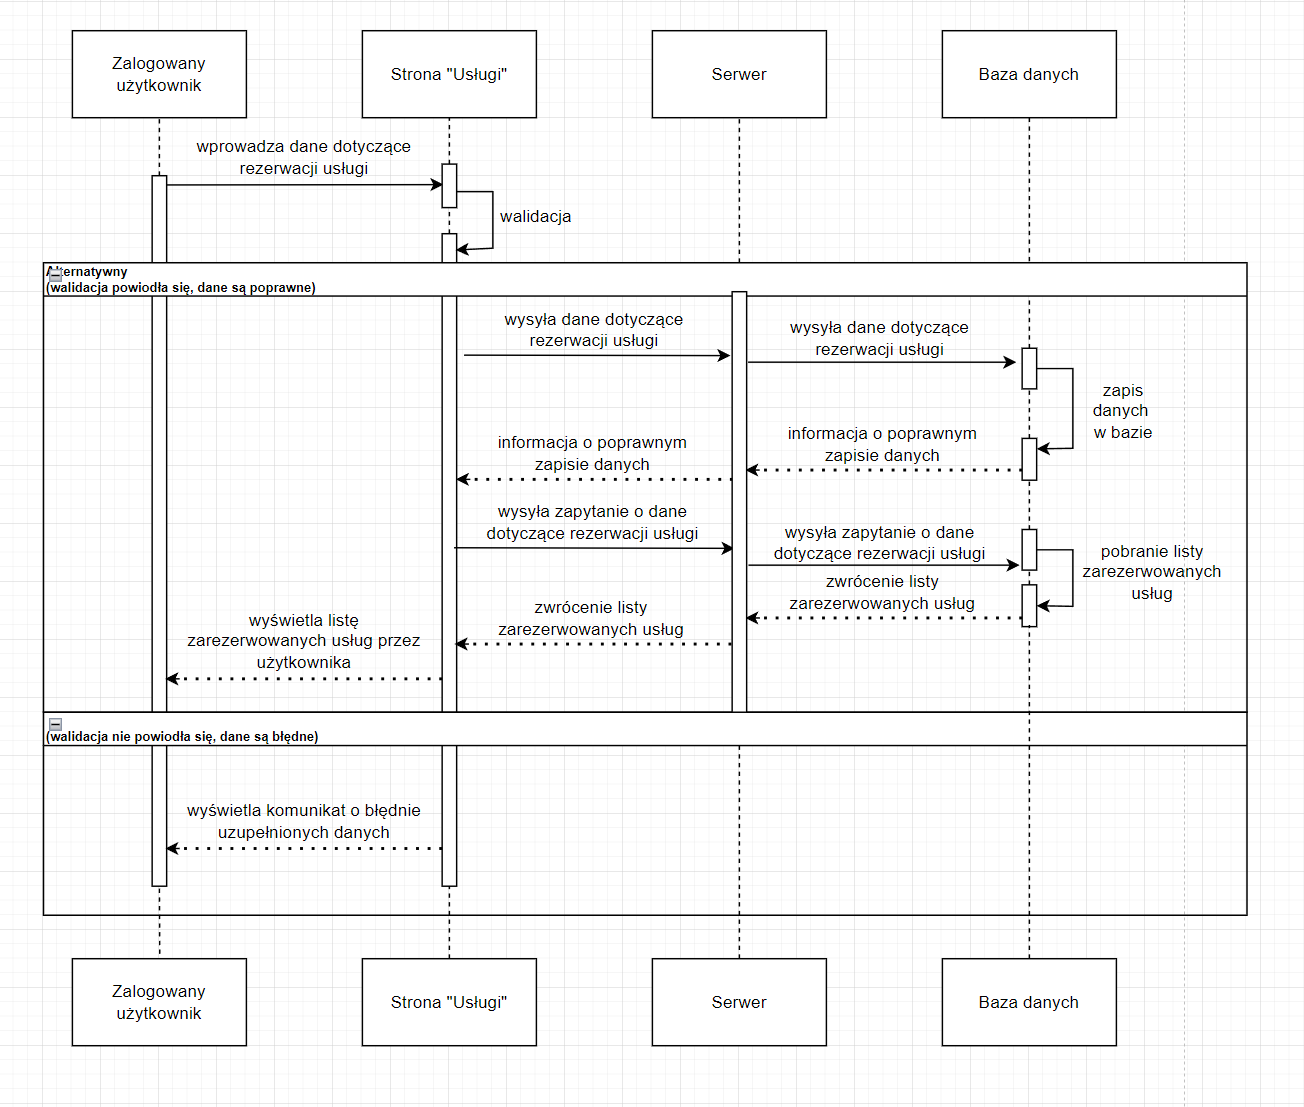 Zalogowany
użytkownik
Strona "Usługi"
Serwer
Baza danych
wprowadza dane dotyczące
rezerwacji usługi
walidacja
Alternatywny
(walidacja powiodła się, dane są poprawne)
wysyła dane dotyczące
rezerwacji usługi
wysyła dane dotyczące
rezerwacji usługi
zapis
danych
w bazie
informacja o poprawnym
zapisie danych
informacja o poprawnym
zapisie danych
wysyła zapytanie o dane
dotyczące rezerwacji usługi
wysyła zapytanie o dane
dotyczące rezerwacji usługi
pobranie listy
zarezerwowanych
usług
zwrócenie listy
zarezerwowanych usług
zwrócenie listy
zarezerwowanych usług
wyświetla listę
zarezerwowanych usług przez
użytkownika
(walidacja nie powiodła się, dane są błędne)
wyświetla komunikat o błędnie
uzupełnionych danych
Zalogowany
użytkownik
Strona "Usługi"
Serwer
Baza danych